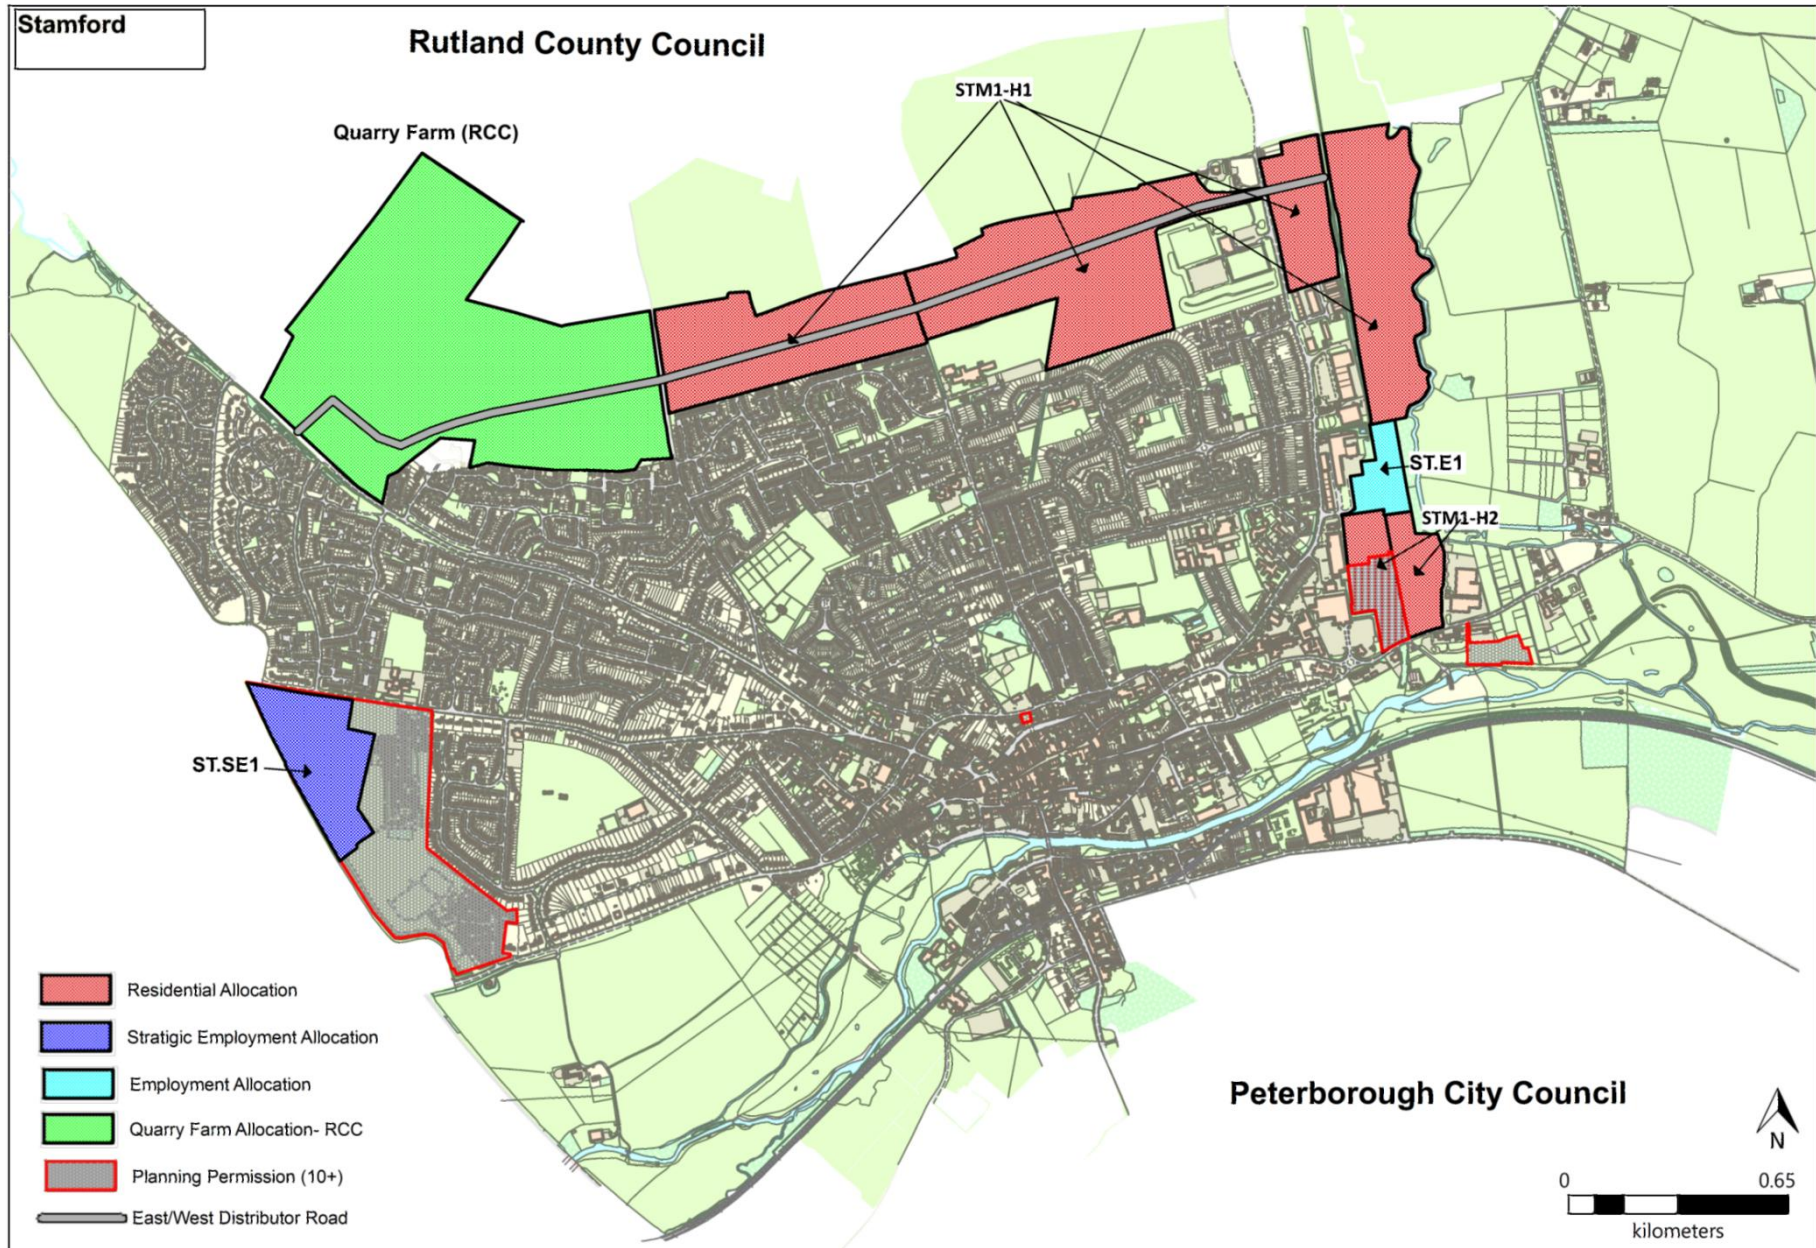 Stamford
Rutland County Council
STM1-H1
Quarry Farm (RCC)
ST.E1
STM1-H2
ST.SE1
Residential Allocation
Stratigic Employment Allocation
Employment Allocation
Quarry Farm Allocation- RCC
Planning Permission (10+)
East/West Distributor Road
Peterborough City Council
N
0 0.65
kilometers